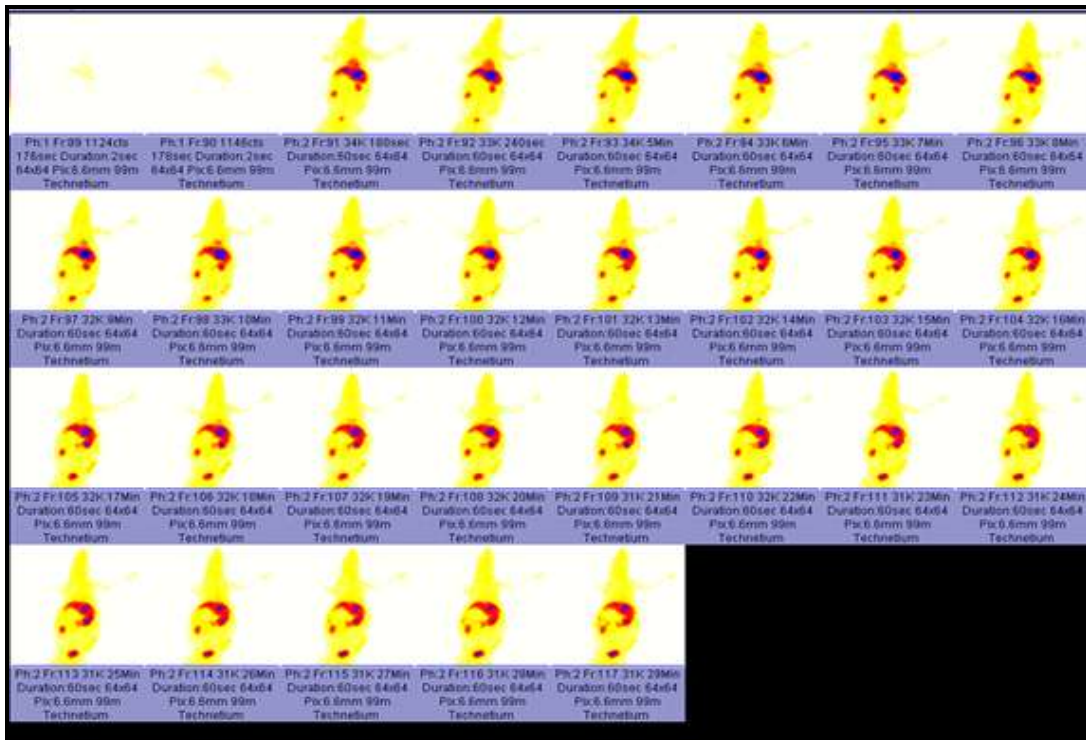 Ph:1 Fr:89 1124cts
176sec Duration:2sec
64x64 Pix:6.6mm 99m
Technetium
Ph:1 Fr:90 1146cts
178sec Duration:2sec
64x64 Pix:6.6mm 99m
Technetium
Ph:2 Fr:91 34K 180sec
Duration:60sec 64x64
Pix:6.6mm 99m
Technetium
Ph:2 Fr:92 33K 240sec
Duration:60sec 64x64
Pix:6.6mm 99m
Technetium
Ph:2 Fr:93 34K 5Min
Duration:60sec 64x64
Pix:6.6mm 99m
Technetium
Ph:2 Fr:94 33K 6Min
Duration:60sec 64x64
Pix:6.6mm 99m
Technetium
Ph:2 Fr:95 33K 7Min
Duration:60sec 64x64
Pix:6.6mm 99m
Technetium
Ph:2 Fr:96 33K 8Min
Duration:60sec 64x64
Pix:6.6mm 99m
Technetium
Ph:2 Fr:97 32K 9Min
Duration:60sec 64x64
Pix:6.6mm 99m
Technetium
Ph:2 Fr:98 33K 10Min
Duration:60sec 64x64
Pix:6.6mm 99m
Technetium
Ph:2 Fr:99 32K 11Min
Duration:60sec 64x64
Pix:6.6mm 99m
Technetium
Ph:2 Fr:100 32K 12Min
Duration:60sec 64x64
Pix:6.6mm 99m
Technetium
Ph:2 Fr:101 32K 13Min
Duration:60sec 64x64
Pix:6.6mm 99m
Technetium
Ph:2 Fr:102 32K 14Min
Duration:60sec 64x64
Pix:6.6mm 99m
Technetium
Ph:2 Fr:103 32K 15Min
Duration:60sec 64x64
Pix:6.6mm 99m
Technetium
Ph:2 Fr:104 32K 16Min
Duration:60sec 64x64
Pix:6.6mm 99m
Technetium
Ph:2 Fr:105 32K 17Min
Duration:60sec 64x64
Pix:6.6mm 99m
Technetium
Ph:2 Fr:106 32K 18Min
Duration:60sec 64x64
Pix:6.6mm 99m
Technetium
Ph:2 Fr:107 32K 19Min
Duration:60sec 64x64
Pix:6.6mm 99m
Technetium
Ph:2 Fr:108 32K 20Min
Duration:60sec 64x64
Pix:6.6mm 99m
Technetium
Ph:2 Fr:109 31K 21Min
Duration:60sec 64x64
Pix:6.6mm 99m
Technetium
Ph:2 Fr:110 32K 22Min
Duration:60sec 64x64
Pix:6.6mm 99m
Technetium
Ph:2 Fr:111 31K 23Min
Duration:60sec 64x64
Pix:6.6mm 99m
Technetium
Ph:2 Fr:112 31K 24Min
Duration:60sec 64x64
Pix:6.6mm 99m
Technetium
Ph:2 Fr:113 31K 25Min
Duration:60sec 64x64
Pix:6.6mm 99m
Technetium
Ph:2 Fr:114 31K 26Min
Duration:60sec 64x64
Pix:6.6mm 99m
Technetium
Ph:2 Fr:115 31K 27Min
Duration:60sec 64x64
Pix:6.6mm 99m
Technetium
Ph:2 Fr:116 31K 28Min
Duration:60sec 64x64
Pix:6.6mm 99m
Technetium
Ph:2 Fr:117 31K 29Min
Duration:60sec 64x64
Pix:6.6mm 99m
Technetium